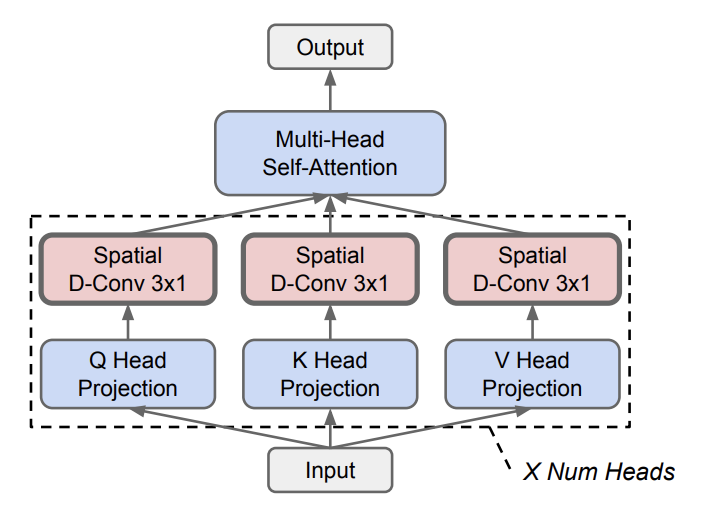 Output
Multi-Head
Self-Attention
Spatial
D-Conv 3x1
Spatial
D-Conv 3x1
Spatial
D-Conv 3x1
Q Head
Projection
K Head
Projection
V Head
Projection
Input
X Num Heads